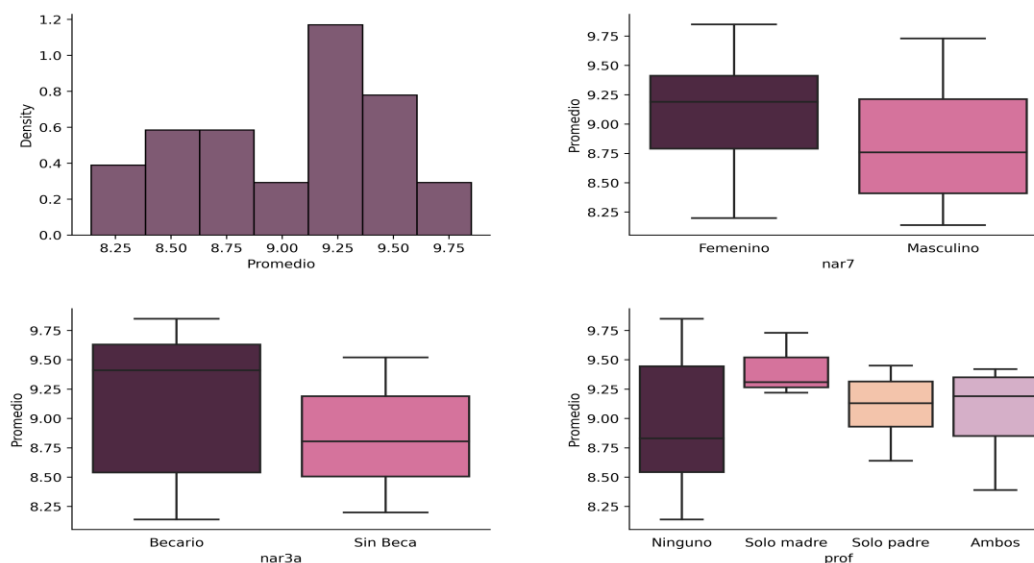 1.2
1.0
0.8
0.6
0.4
0.2
0.0
Density
8.25 8.50 8.75 9.00 9.25 9.50 9.75
Promedio
9.75
9.50
9.25
9.00
8.75
8.50
8.25
Promedio
Femenino Masculino
nar7
9.75
9.50
9.25
9.00
8.75
8.50
8.25
Promedio
Becario Sin Beca
nar3a
9.75
9.50
9.25
9.00
8.75
8.50
8.25
Promedio
Ninguno Solo madre Solo padre Ambos
prof